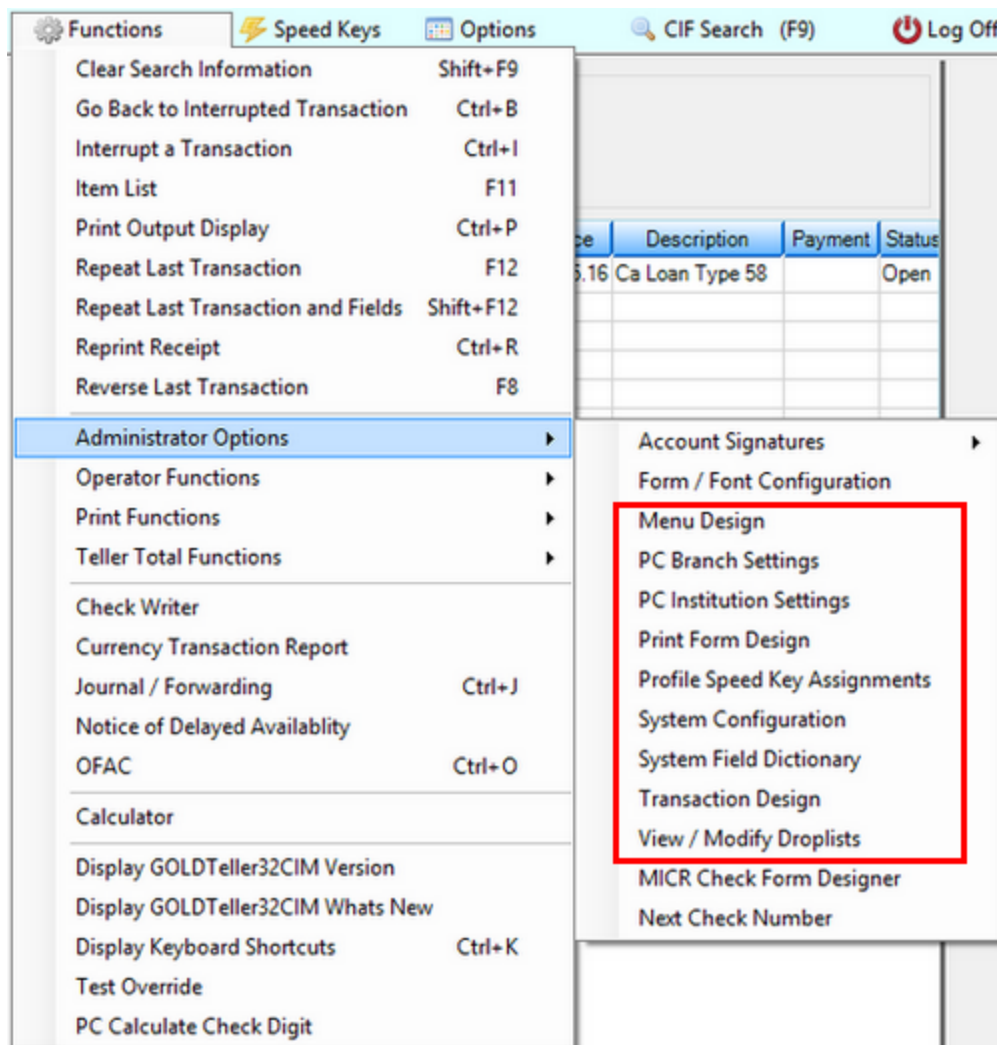 Functions Speed Keys Options CIF Search (F9) Log Off
Clear Search Information Shift+F9
Go Back to Interrupted Transaction Ctrl+B
Interrupt a Transaction Ctrl+I
Item List F11
Print Output Display Ctrl+P
Repeat Last Transaction F12
Repeat Last Transaction and Fields Shift+F12
Reprint Receipt Ctrl+R
Reverse Last Transaction F8
Administrator Options
Operator Functions
Print Functions
Teller Total Functions
Check Writer
Currency Transaction Report
Journal / Forwarding Ctrl+J
Notice of Delayed Availablity
OFAC Ctrl+O
Calculator
Display GOLDTeller32CIM Version
Display GOLDTeller32CIM Whats New
Display Keyboard Shortcuts Ctrl+K
Test Override
PC Calculate Check Digit
Description Payment Status
.16 Ca Loan Type 58 Open
Account Signatures
Form / Font Configuration
Menu Design
PC Branch Settings
PC Institution Settings
Print Form Design
Profile Speed Key Assignments
System Configuration
System Field Dictionary
Transaction Design
View / Modify Droplists
MICR Check Form Designer
Next Check Number